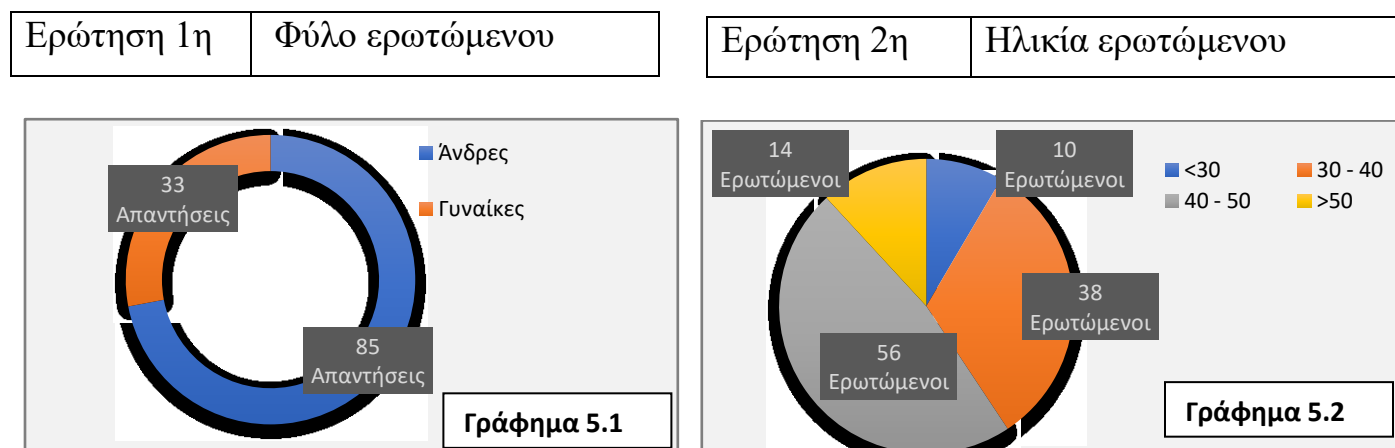 Ερώτηση 1η Φύλο ερωτώμενου
33
Απαντήσεις
85
Απαντήσεις
Άνδρες
Γυναίκες
Γράφημα 5.1
Ερώτηση 2η Ηλικία ερωτώμενου
14
Ερωτώμενοι
10
Ερωτώμενοι
38
Ερωτώμενοι
56
Ερωτώμενοι
<30 30 - 40
40 - 50 >50
Γράφημα 5.2